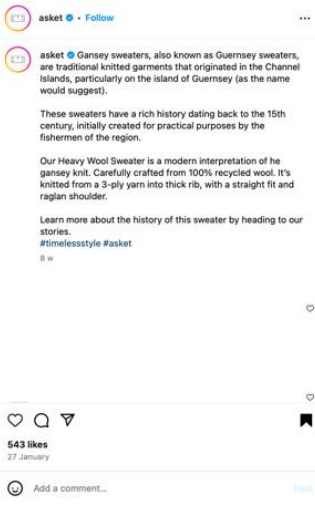 asket • Follow
asket Gansey sweaters, also known as Guernsey sweaters,
are traditional knitted garments that originated in the Channel
Islands, particularly on the island of Guernsey (as the name
would suggest).
These sweaters have a rich history dating back to the 15th
century, initially created for practical purposes by the
fishermen of the region.
Our Heavy Wool Sweater is a modern interpretation of he
gansey knit. Carefully crafted from 100% recycled wool. It's
knitted from a 3-ply yarn into thick rib, with a straight fit and
raglan shoulder.
Learn more about the history of this sweater by heading to our
stories.
#timelessstyle #asket
8 w
543 likes
27 January
Add a comment...
Post